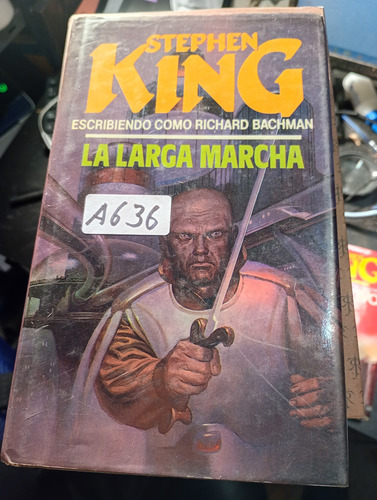 STEPHEN
KING
ESCRIBIENDO COMO RICHARD BACHMAN
LA LARGA MARCHA
A636